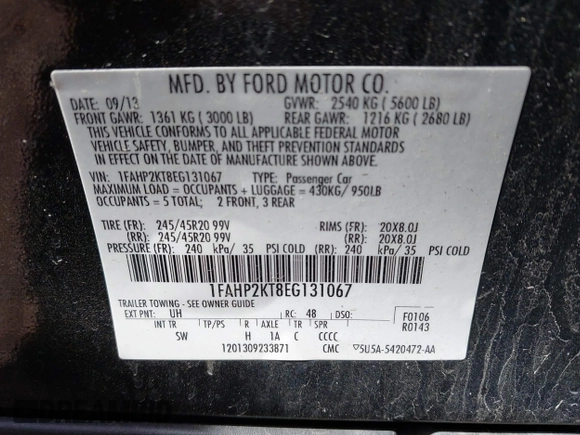 MFD. BY FORD MOTOR CO.
DATE: 09/13 GVWR: 2540 KG ( 5600 LB)
FRONT GAWR: 1361 KG ( 3000 LB) REAR GAWR: 1216 KG ( 2680 LB)
THIS VEHICLE CONFORMS TO ALL APPLICABLE FEDERAL MOTOR
VEHICLE SAFETY, BUMPER, AND THEFT PREVENTION STANDARDS
IN EFFECT ON THE DATE OF MANUFACTURE SHOWN ABOVE.
VIN: 1FAHP2KT8EG131067 TYPE: Passenger Car
MAXIMUM LOAD = OCCUPANTS + LUGGAGE = 430KG/ 950LB
OCCUPANTS = 5 TOTAL; 2 FRONT, 3 REAR
TIRE (FR): 245/45R20 99V RIMS (FR): 20X8.0J
(RR): 245/45R20 99V (RR): 20X8.0J
PRESSURE (FR): 240 kPa/ 35 PSI COLD (RR): 240 kPa/ 35 PSI COLD
1FAHP2KT8EG131067
TRAILER TOWING - SEE OWNER GUIDE
EXT PNT: UH RC: 48 DSO: F0106
INT TR TP/PS R AXLE TR SPR R0143
SW H 1A C CCCC
1201309233871 CMC 5U5A-5420472-AA